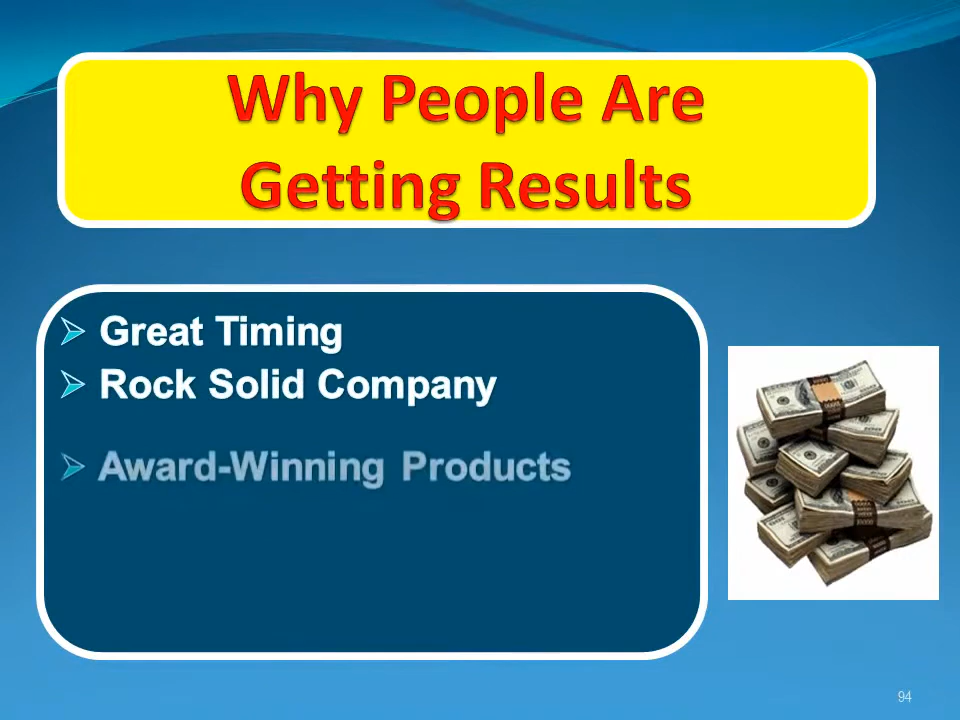 Why People Are
Getting Results
Great Timing
Rock Solid Company
Award-Winning Products
94